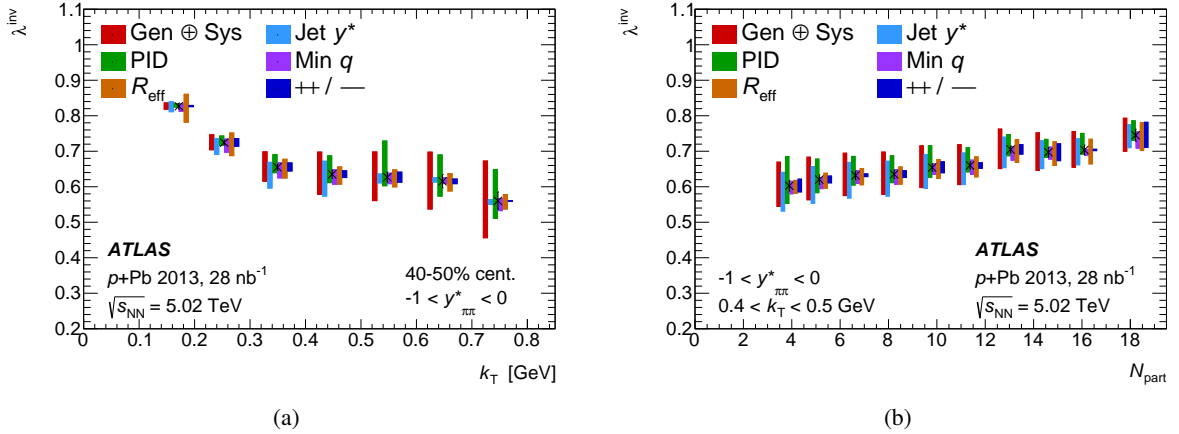 λ^inv
1.1
1
0.9
0.8
0.7
0.6
0.5
0.4
0.3
0.2
Gen ⊕ Sys
PID
R_eff
Jet y*
Min q
++ / −−
ATLAS
p+Pb 2013, 28 nb⁻¹
√s_NN = 5.02 TeV
40-50% cent.
-1 < y*_ππ < 0
0 0.1 0.2 0.3 0.4 0.5 0.6 0.7 0.8
k_T [GeV]
(a)
λ^inv
1.1
1
0.9
0.8
0.7
0.6
0.5
0.4
0.3
0.2
Gen ⊕ Sys
PID
R_eff
Jet y*
Min q
++ / −−
-1 < y*_ππ < 0
0.4 < k_T < 0.5 GeV
ATLAS
p+Pb 2013, 28 nb⁻¹
√s_NN = 5.02 TeV
0 2 4 6 8 10 12 14 16 18
N_part
(b)